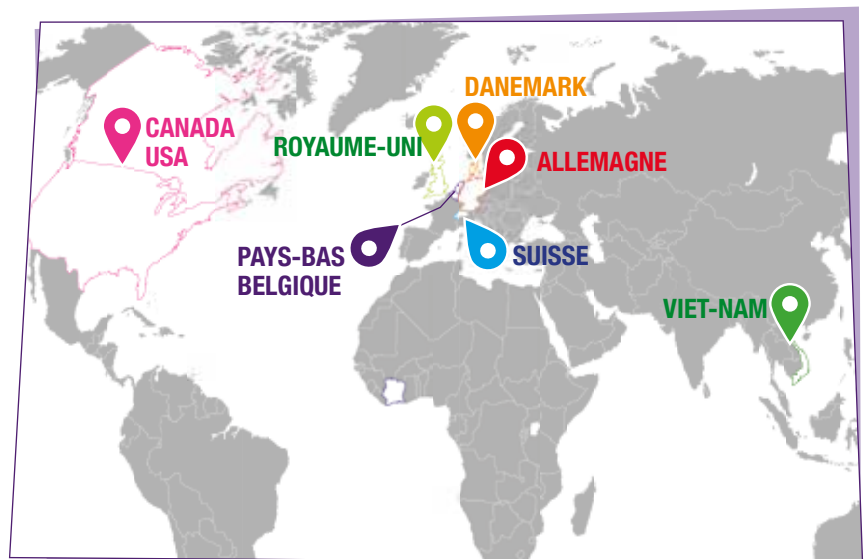 DANEMARK
CANADA
USA
ROYAUME-UNI
ALLEMAGNE
PAYS-BAS
BELGIQUE
SUISSE
VIET-NAM